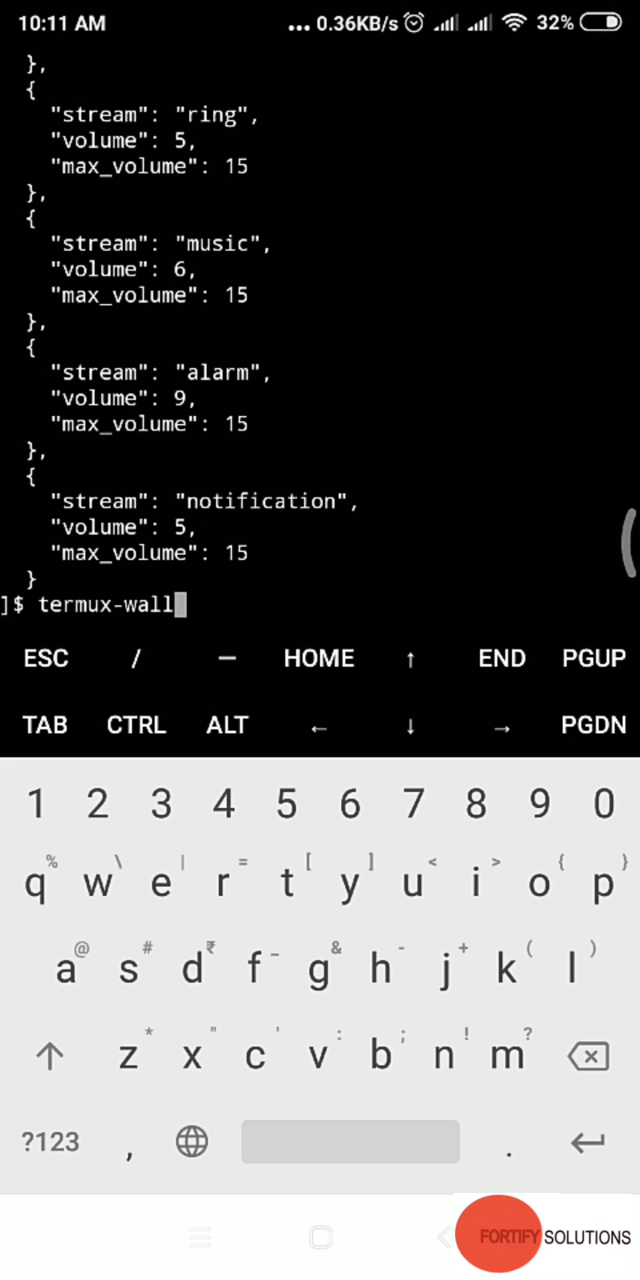 10:11 AM ... 0.36KB/s 32%
},
{
"stream": "ring",
"volume": 5,
"max_volume": 15
},
{
"stream": "music",
"volume": 6,
"max_volume": 15
},
{
"stream": "alarm",
"volume": 9,
"max_volume": 15
},
{
"stream": "notification",
"volume": 5,
"max_volume": 15
}
]$ termux-wall
ESC / — HOME ↑ END PGUP
TAB CTRL ALT ← ↓ → PGDN
1 2 3 4 5 6 7 8 9 0
% \ | = [ ] < > { }
q w e r t y u i o p
@ # ₹ _ & - + ( )
a s d f g h j k l
* " ' : ; ! ?
z x c v b n m
?123 , .
FORTIFY SOLUTIONS